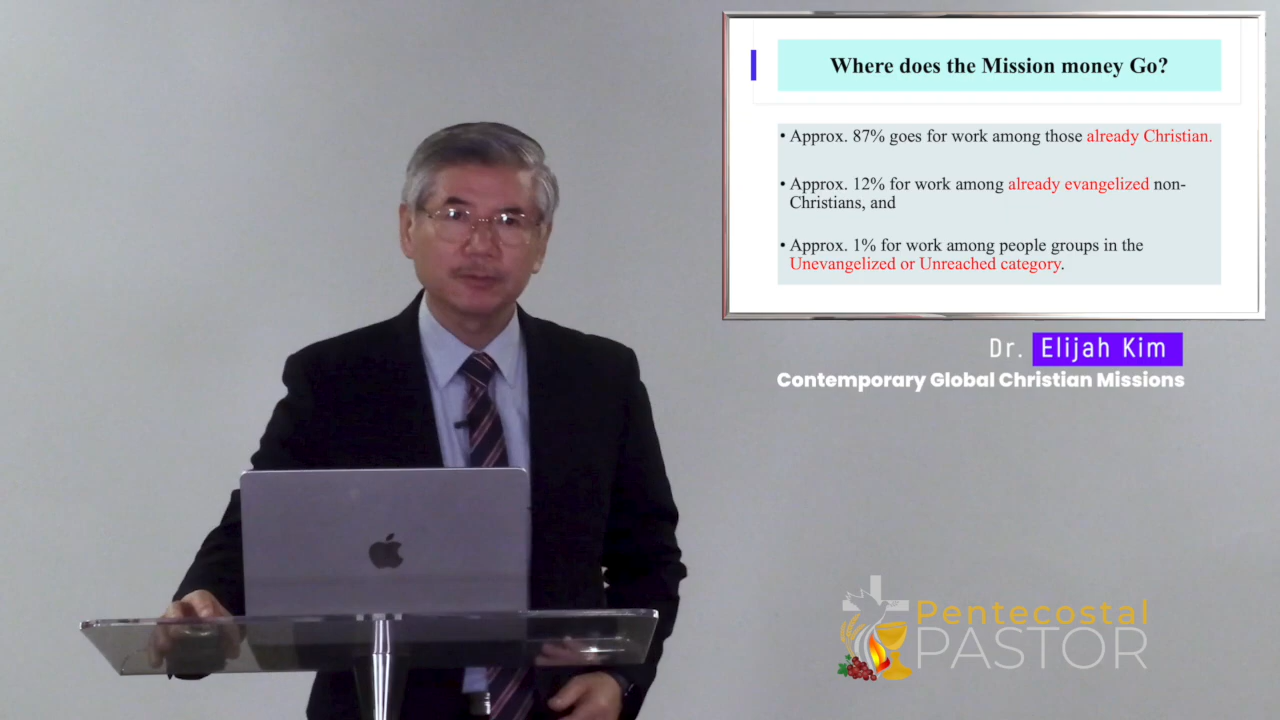 Where does the Mission money Go?
• Approx. 87% goes for work among those already Christian.
• Approx. 12% for work among already evangelized non-
Christians, and
• Approx. 1% for work among people groups in the
Unevangelized or Unreached category.
Dr. Elijah Kim
Contemporary Global Christian Missions
Pentecostal
PASTOR